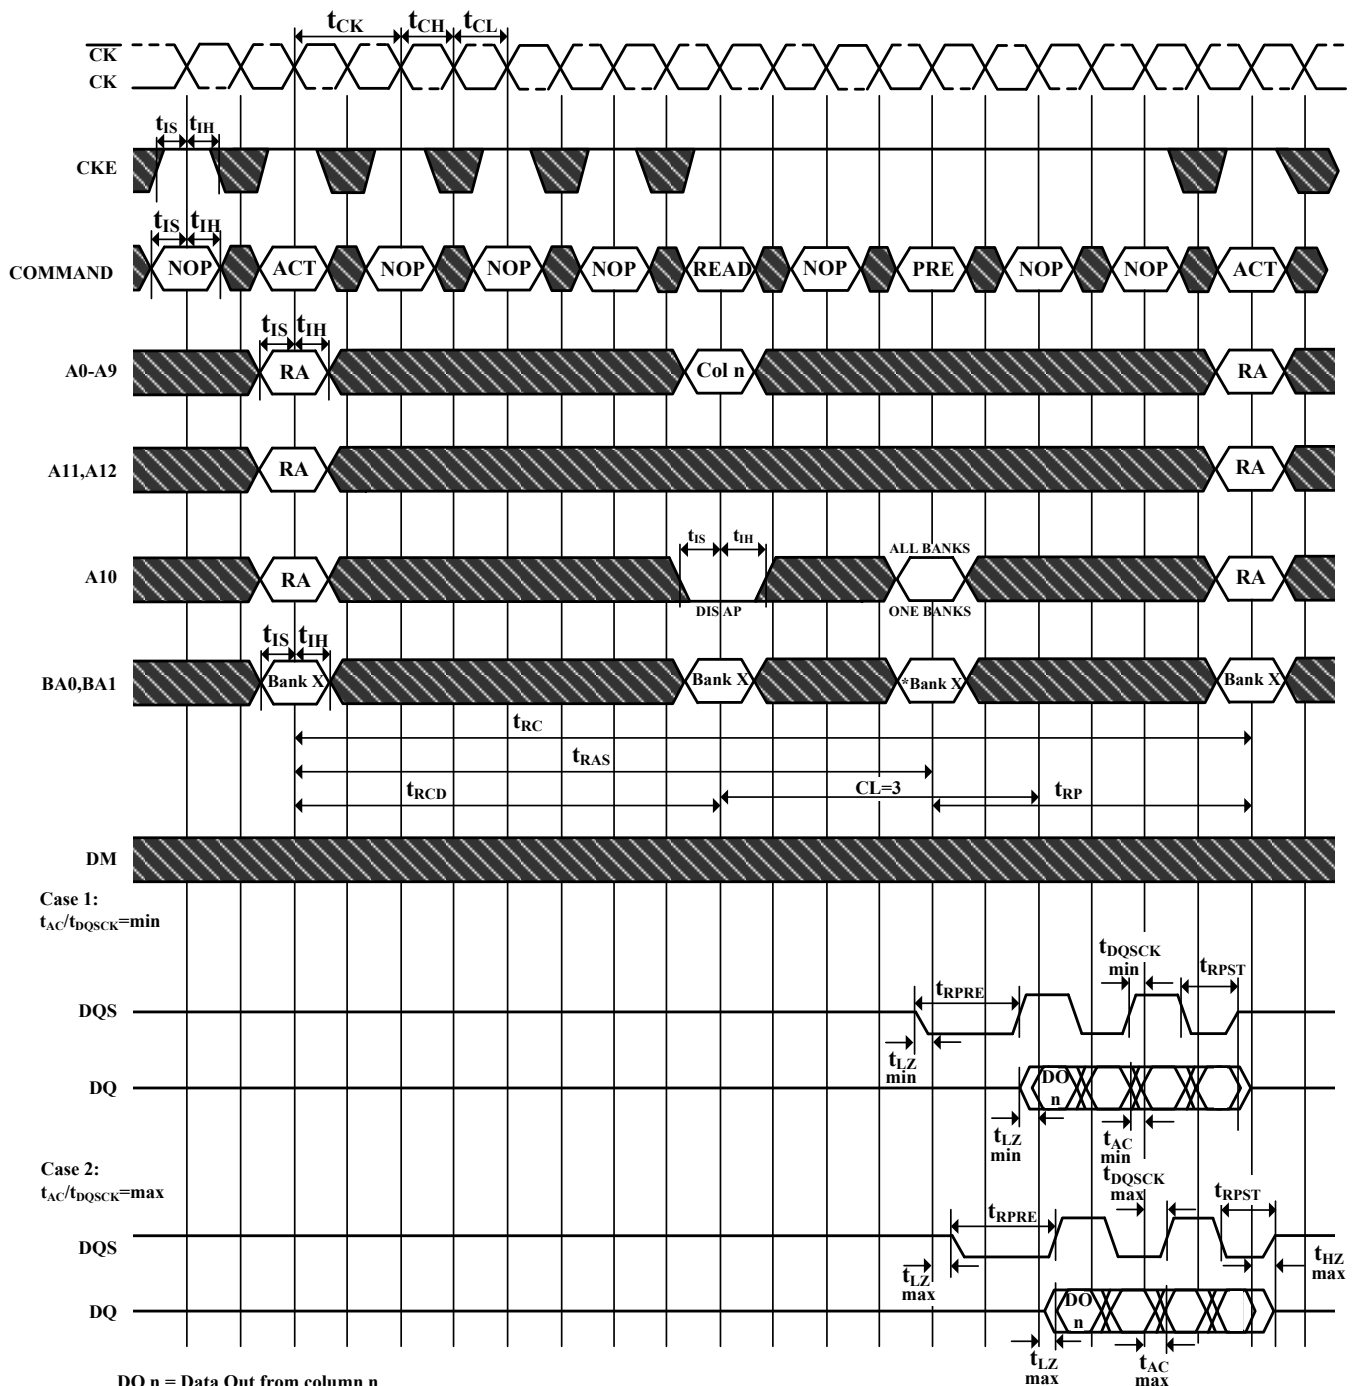 tCK tCH tCL
CK
CK
tIS tIH
CKE
tIS tIH
COMMAND NOP ACT NOP NOP NOP READ NOP PRE NOP NOP ACT
tIS tIH
A0-A9 RA Col n RA
A11,A12 RA RA
tIS tIH ALL BANKS
A10 RA RA
DIS AP ONE BANKS
tIS tIH
BA0,BA1 Bank X Bank X *Bank X Bank X
tRC
tRAS
tRCD CL=3 tRP
DM
Case 1:
tAC/tDQSCK=min
tDQSCK
min
tRPST
tRPRE
DQS
tLZ
min
DQ DO
n
tLZ
min
tAC
min
Case 2:
tAC/tDQSCK=max
tDQSCK
max
tRPST
tRPRE
DQS
tHZ
max
tLZ
max
DQ DO
n
tLZ
max
tAC
max
DO n = Data Out from column n